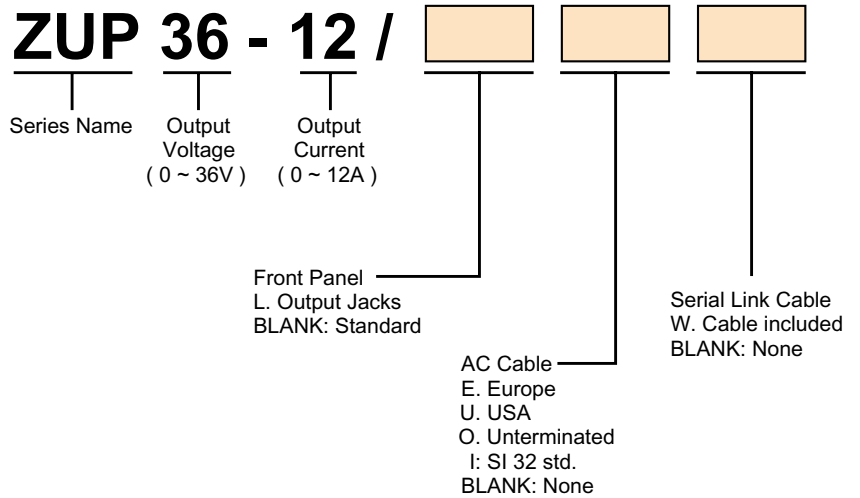 ZUP 36 - 12 /
Series Name
Output
Voltage
( 0 ~ 36V )
Output
Current
( 0 ~ 12A )
Front Panel
L. Output Jacks
BLANK: Standard
AC Cable
E. Europe
U. USA
O. Unterminated
I: SI 32 std.
BLANK: None
Serial Link Cable
W. Cable included
BLANK: None